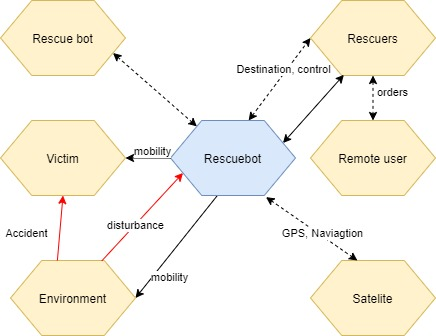 Rescue bot
Rescuers
Destination, control
orders
Victim
mobility
Rescuebot
Remote user
Accident
disturbance
GPS, Naviagtion
mobility
Environment
Satelite